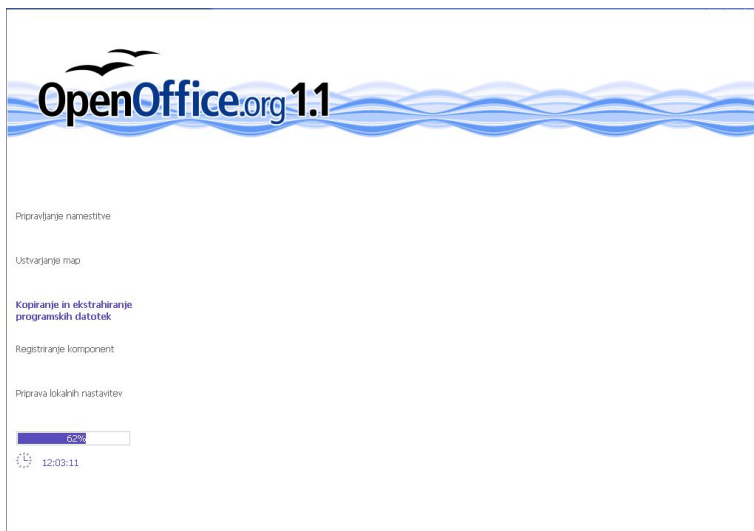 OpenOffice.org 1.1
Pripravljanje namestitve
Ustvarjanje map
Kopiranje in ekstrahiranje
programskih datotek
Registriranje komponent
Priprava lokalnih nastavitev
62%
12:03:11